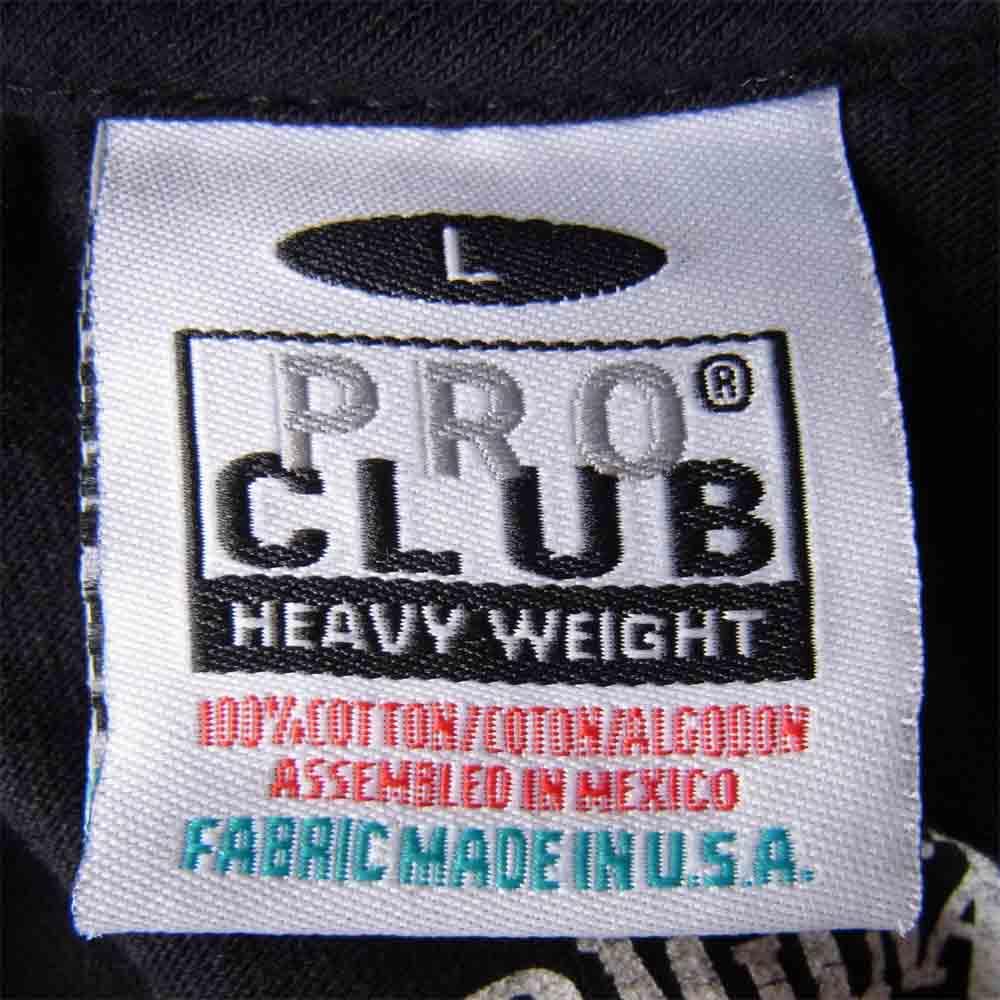 L
PRO®
CLUB
HEAVY WEIGHT
100%COTTON/COTON/ALGODON
ASSEMBLED IN MEXICO
FABRIC MADE IN U.S.A.